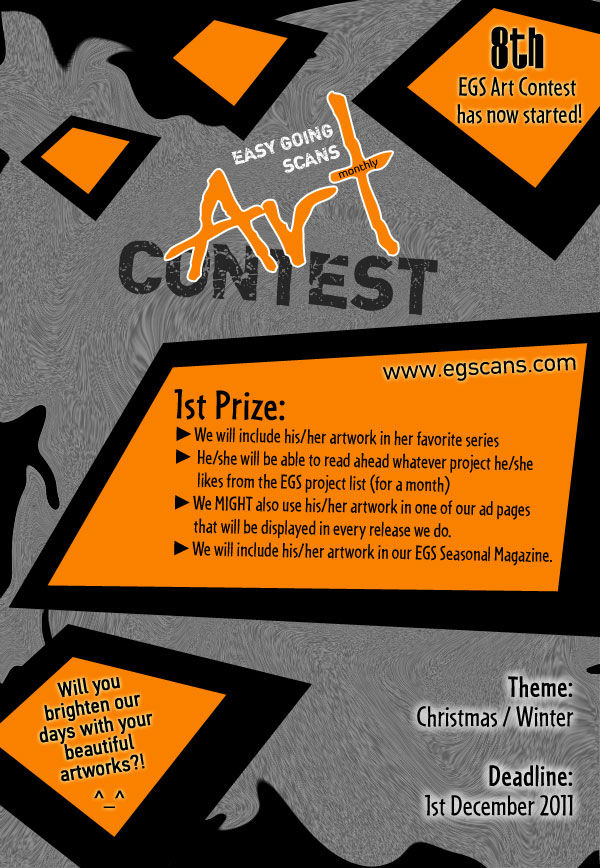 8th
EGS Art Contest
has now started!
EASY GOING
SCANS
monthly
Art
CONTEST
www.egscans.com
1st Prize:
► We will include his/her artwork in her favorite series
► He/she will be able to read ahead whatever project he/she
likes from the EGS project list (for a month)
► We MIGHT also use his/her artwork in one of our ad pages
that will be displayed in every release we do.
► We will include his/her artwork in our EGS Seasonal Magazine.
Will you
brighten our
days with your
beautiful
artworks?!
^_^
Theme:
Christmas / Winter
Deadline:
1st December 2011